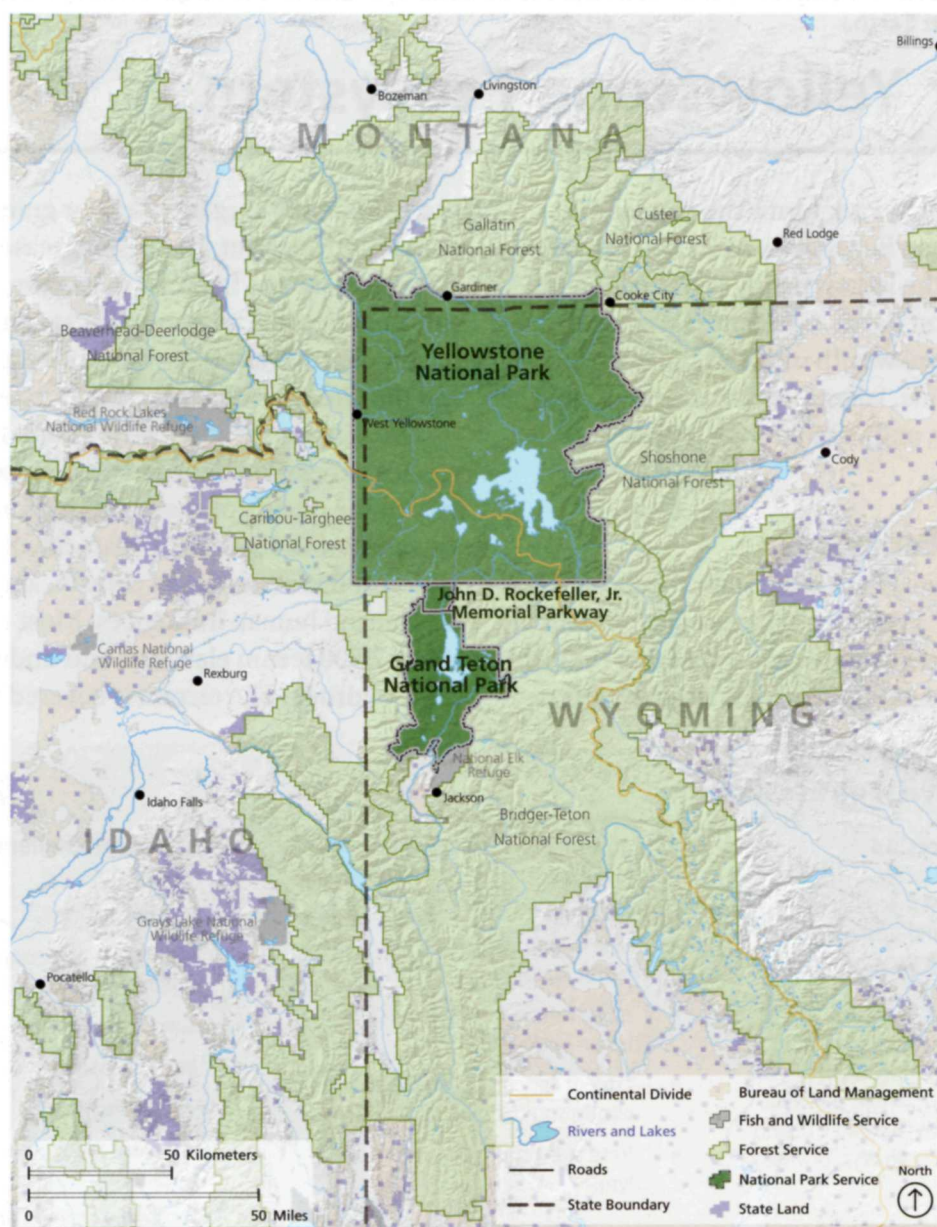 Billings
Bozeman
Livingston
MONTANA
Gallatin
National Forest
Custer
National Forest
Red Lodge
Gardiner
Cooke City
Beaverhead-Deerlodge
National Forest
Yellowstone
National Park
Red Rock Lakes
National Wildlife Refuge
West Yellowstone
Shoshone
National Forest
Cody
Caribou-Targhee
National Forest
John D. Rockefeller, Jr.
Memorial Parkway
Camas National
Wildlife Refuge
Rexburg
Grand Teton
National Park
WYOMING
National Elk
Refuge
Jackson
Idaho Falls
Bridger-Teton
National Forest
IDAHO
Grays Lake National
Wildlife Refuge
Pocatello
Continental Divide
Rivers and Lakes
Roads
State Boundary
Bureau of Land Management
Fish and Wildlife Service
Forest Service
National Park Service
State Land
North
0 50 Kilometers
0 50 Miles